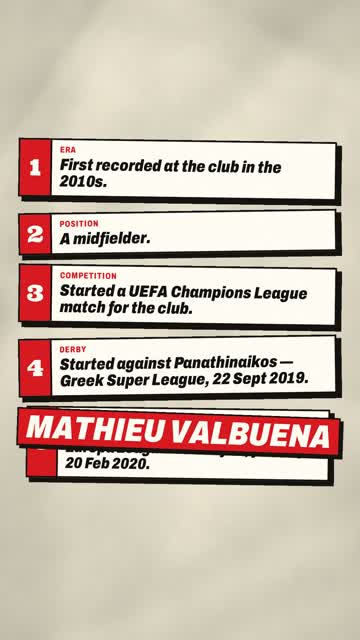 1
ERA
First recorded at the club in the
2010s.
2
POSITION
A midfielder.
3
COMPETITION
Started a UEFA Champions League
match for the club.
4
DERBY
Started against Panathinaikos —
Greek Super League, 22 Sept 2019.
MATHIEU VALBUENA
20 Feb 2020.